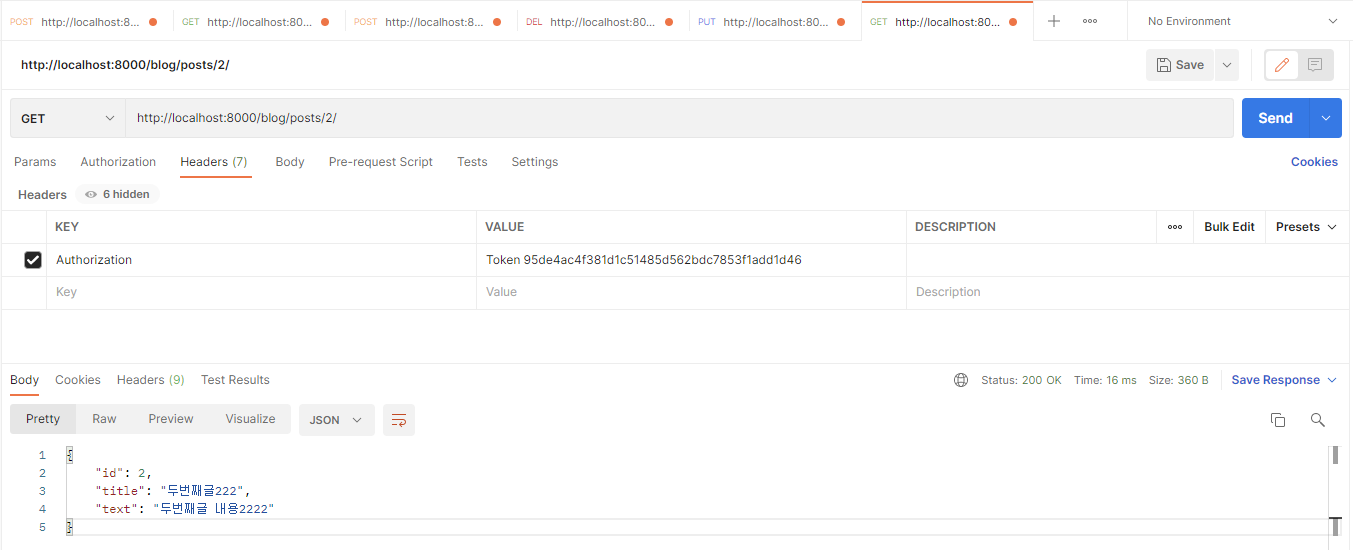 POST http://localhost:80... GET http://localhost:80... POST http://localhost:8... DEL http://localhost:80... PUT http://localhost:80... GET http://localhost:80... No Environment
http://localhost:8000/blog/posts/2/ Save
GET http://localhost:8000/blog/posts/2/ Send
Params Authorization Headers (7) Body Pre-request Script Tests Settings Cookies
Headers 6 hidden
KEY VALUE DESCRIPTION Bulk Edit Presets
Authorization Token 95de4ac4f381d1c51485d562bdc7853f1add1d46
Key Value Description
Body Cookies Headers (9) Test Results Status: 200 OK Time: 16 ms Size: 360 B Save Response
Pretty Raw Preview Visualize JSON
1 {
2 "id": 2,
3 "title": "두번째글222",
4 "text": "두번째글 내용2222"
5 }